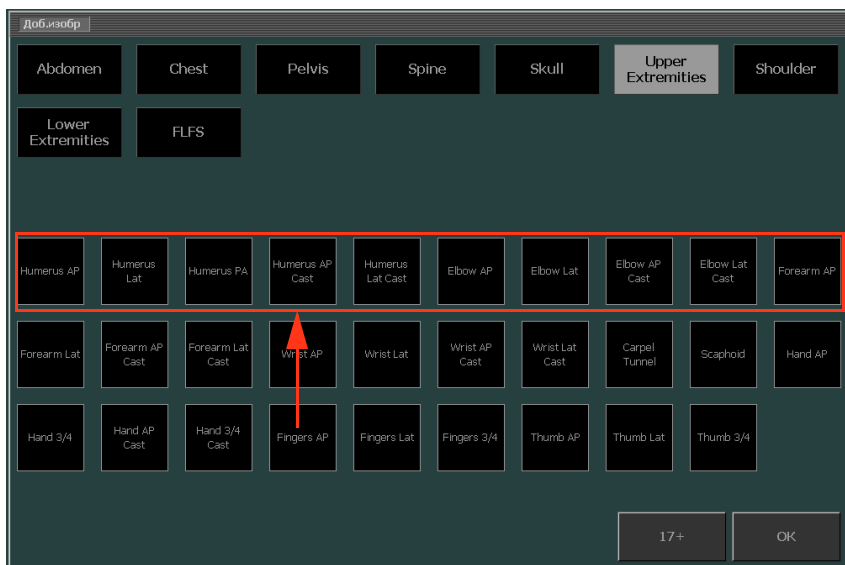 Доб.изобр
Abdomen Chest Pelvis Spine Skull Upper Extremities Shoulder
Lower Extremities FLFS
Humerus AP Humerus Lat Humerus PA Humerus AP Cast Humerus Lat Cast Elbow AP Elbow Lat Elbow AP Cast Elbow Lat Cast Forearm AP
Forearm Lat Forearm AP Cast Forearm Lat Cast Wrist AP Wrist Lat Wrist AP Cast Wrist Lat Cast Carpel Tunnel Scaphoid Hand AP
Hand 3/4 Hand AP Cast Hand 3/4 Cast Fingers AP Fingers Lat Fingers 3/4 Thumb AP Thumb Lat Thumb 3/4
17+ OK